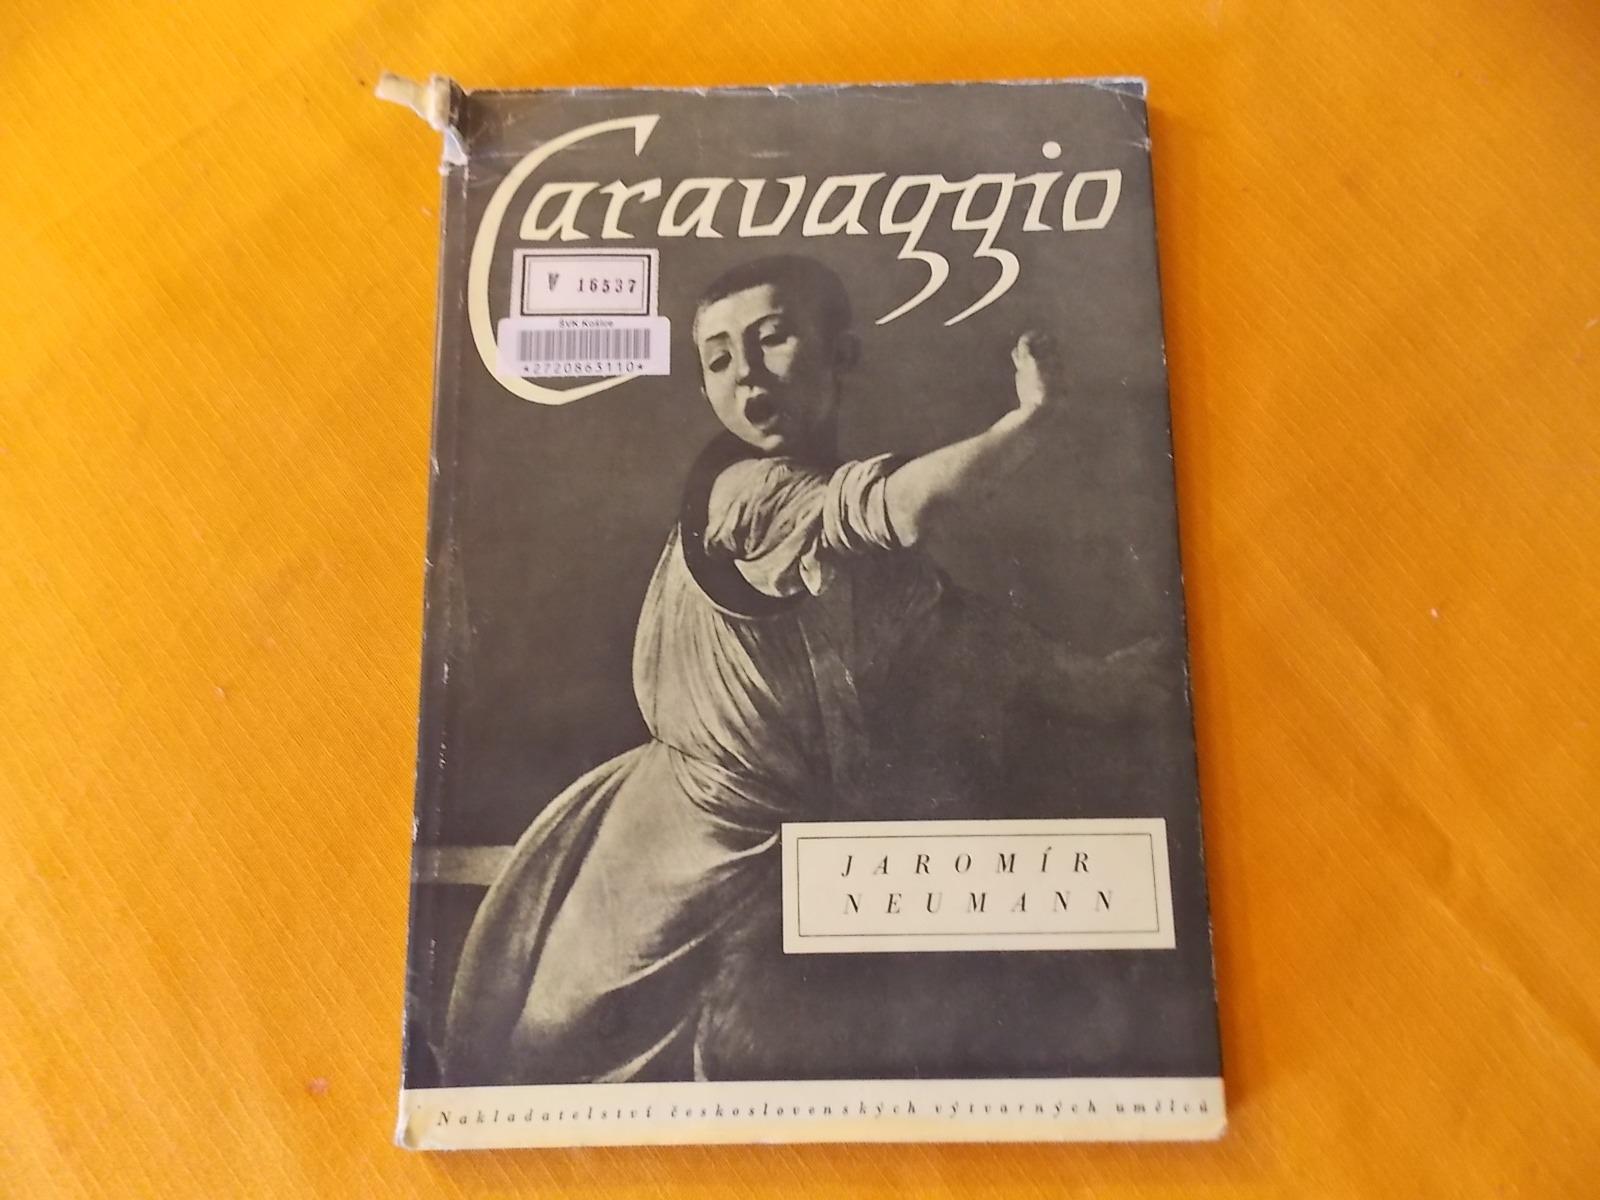 Caravaggio
V 16537
ŠVK Košice
*2720863110*
JAROMÍR
NEUMANN
Nakladatelství československých výtvarných umělců